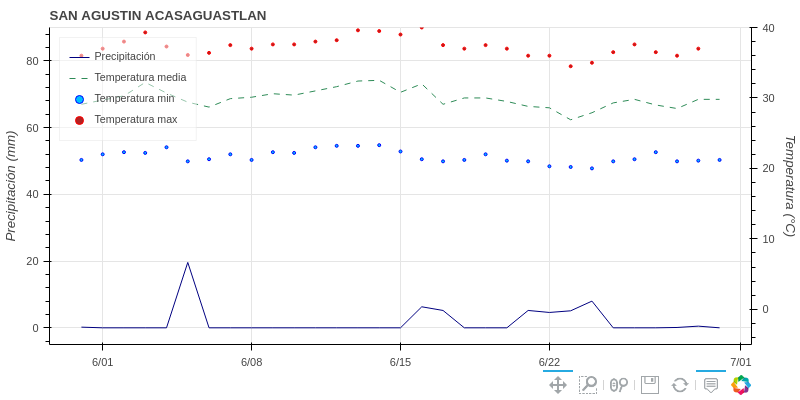 SAN AGUSTIN ACASAGUASTLAN
Precipitación
Temperatura media
Temperatura min
Temperatura max
Precipitación (mm)
80
60
40
20
0
Temperatura (°C)
40
30
20
10
0
6/01
6/08
6/15
6/22
7/01